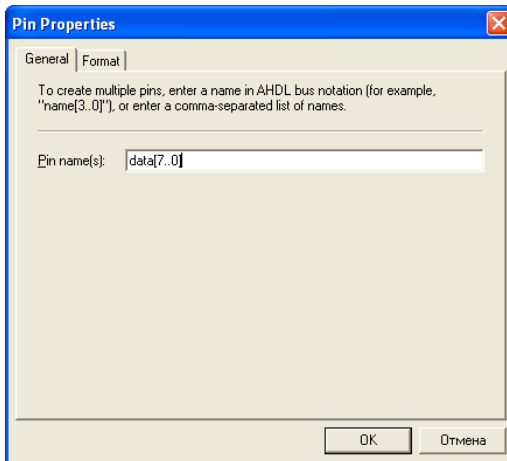 Pin Properties
General Format
To create multiple pins, enter a name in AHDL bus notation (for example,
"name[3..0]"), or enter a comma-separated list of names.
Pin name(s): data[7..0]
OK Отмена